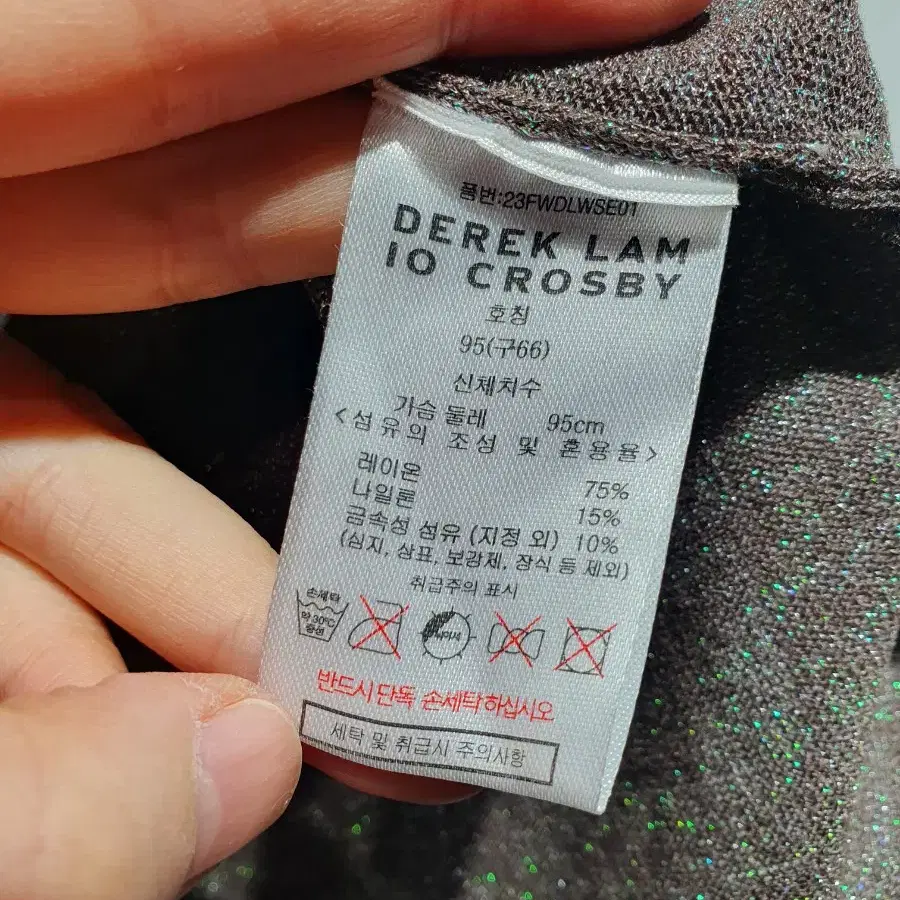 품번:23FWDLWSE01
DEREK LAM
10 CROSBY
호칭
95(구66)
신체치수
가슴둘레 95cm
<섬유의 조성 및 혼용율>
레이온 75%
나일론 15%
금속성 섬유 (지정 외) 10%
(심지, 상표, 보강제, 장식 등 제외)
취급주의 표시
손세탁
약 30℃
중성
반드시 단독 손세탁하십시오
세탁 및 취급시 주의사항